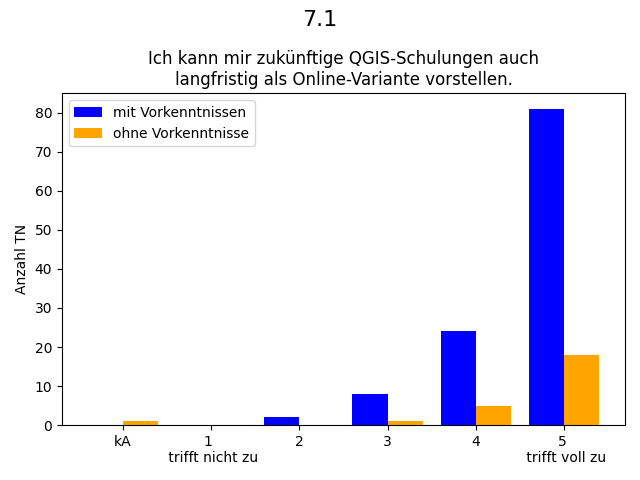 7.1
Ich kann mir zukünftige QGIS-Schulungen auch
langfristig als Online-Variante vorstellen.
mit Vorkenntnissen
ohne Vorkenntnisse
Anzahl TN
80
70
60
50
40
30
20
10
0
kA 1 2 3 4 5
trifft nicht zu trifft voll zu